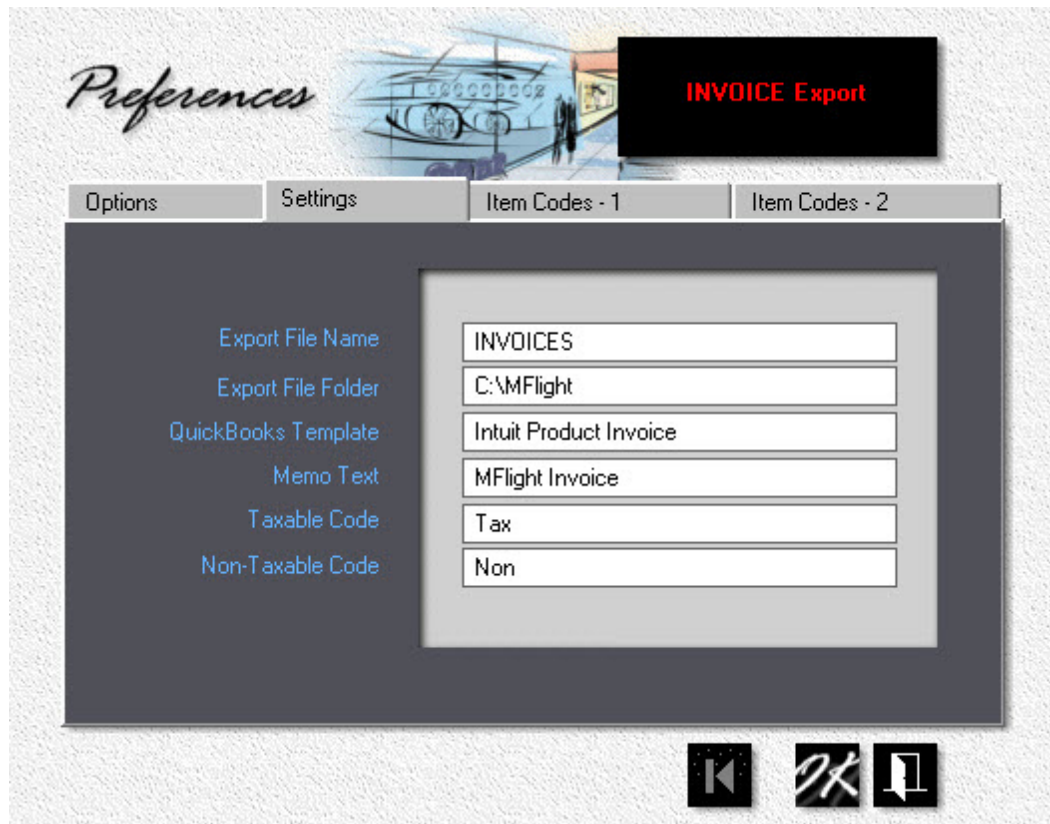 Preferences
INVOICE Export
Options Settings Item Codes - 1 Item Codes - 2
Export File Name INVOICES
Export File Folder C:\MFlight
QuickBooks Template Intuit Product Invoice
Memo Text MFlight Invoice
Taxable Code Tax
Non-Taxable Code Non
OK